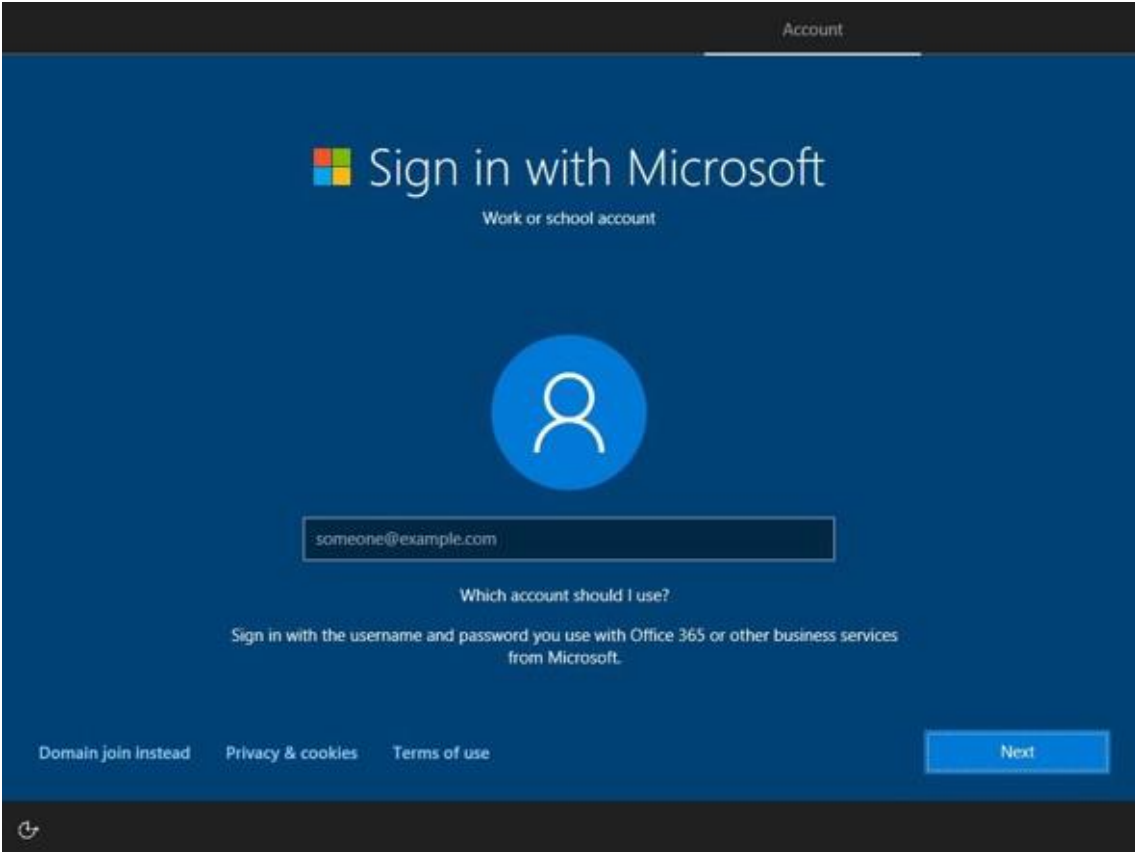 Account
Sign in with Microsoft
Work or school account
someone@example.com
Which account should I use?
Sign in with the username and password you use with Office 365 or other business services
from Microsoft.
Domain join instead
Privacy & cookies
Terms of use
Next